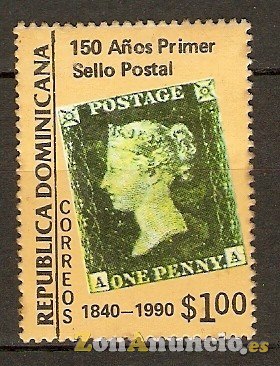 150 Años Primer
Sello Postal
REPUBLICA DOMINICANA
CORREOS
POSTAGE
A ONE PENNY A
1840-1990 $1.00
ZonAnuncio.es